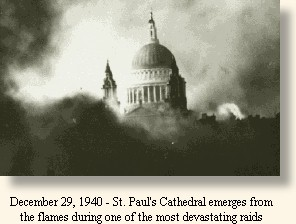 December 29, 1940 - St. Paul's Cathedral emerges from
the flames during one of the most devastating raids